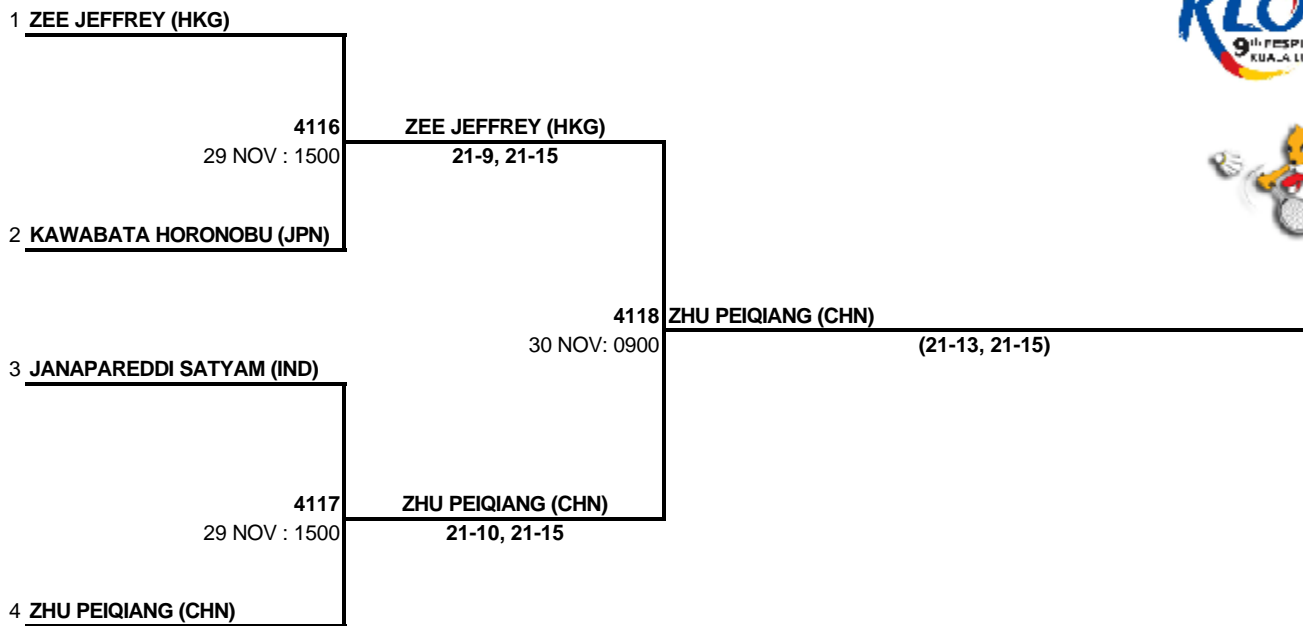 1 ZEE JEFFREY (HKG)
4116
29 NOV : 1500
ZEE JEFFREY (HKG)
21-9, 21-15
2 KAWABATA HORONOBU (JPN)
4118
30 NOV: 0900
ZHU PEIQIANG (CHN)
(21-13, 21-15)
3 JANAPAREDDI SATYAM (IND)
4117
29 NOV : 1500
ZHU PEIQIANG (CHN)
21-10, 21-15
4 ZHU PEIQIANG (CHN)
9th